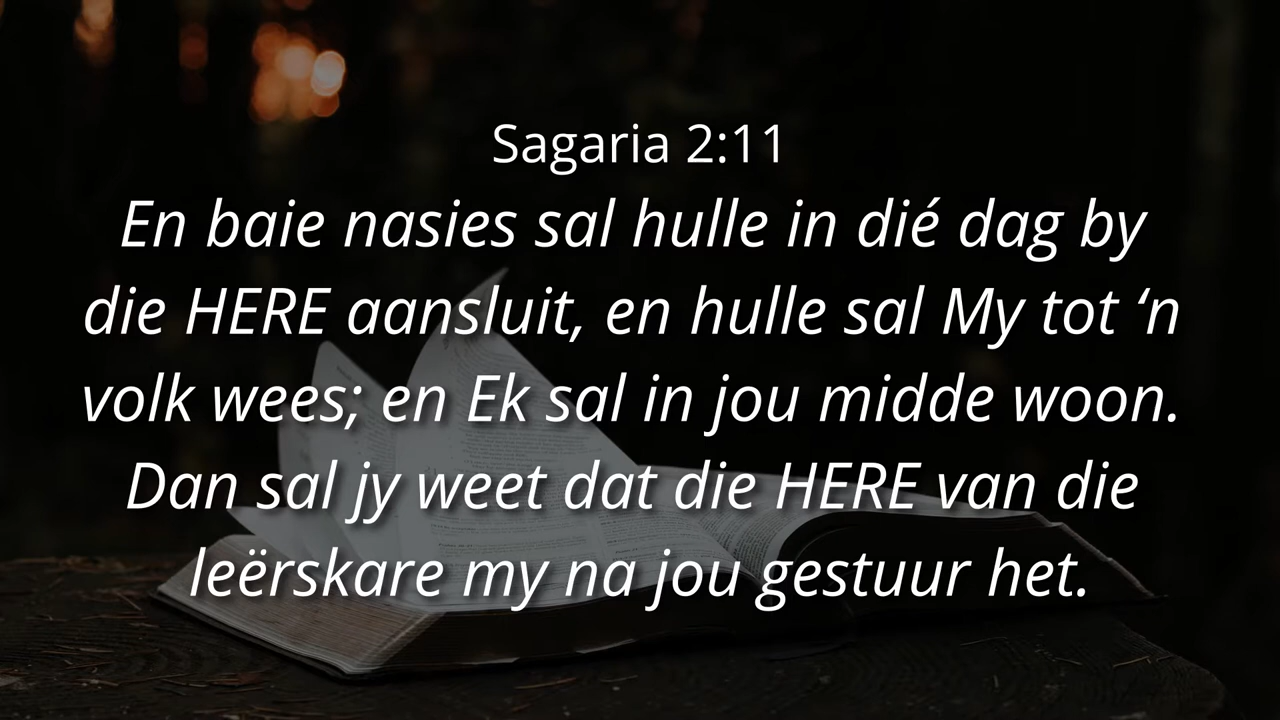 Sagaria 2:11
En baie nasies sal hulle in dié dag by
die HERE aansluit, en hulle sal My tot ‘n
volk wees; en Ek sal in jou midde woon.
Dan sal jy weet dat die HERE van die
leërskare my na jou gestuur het.